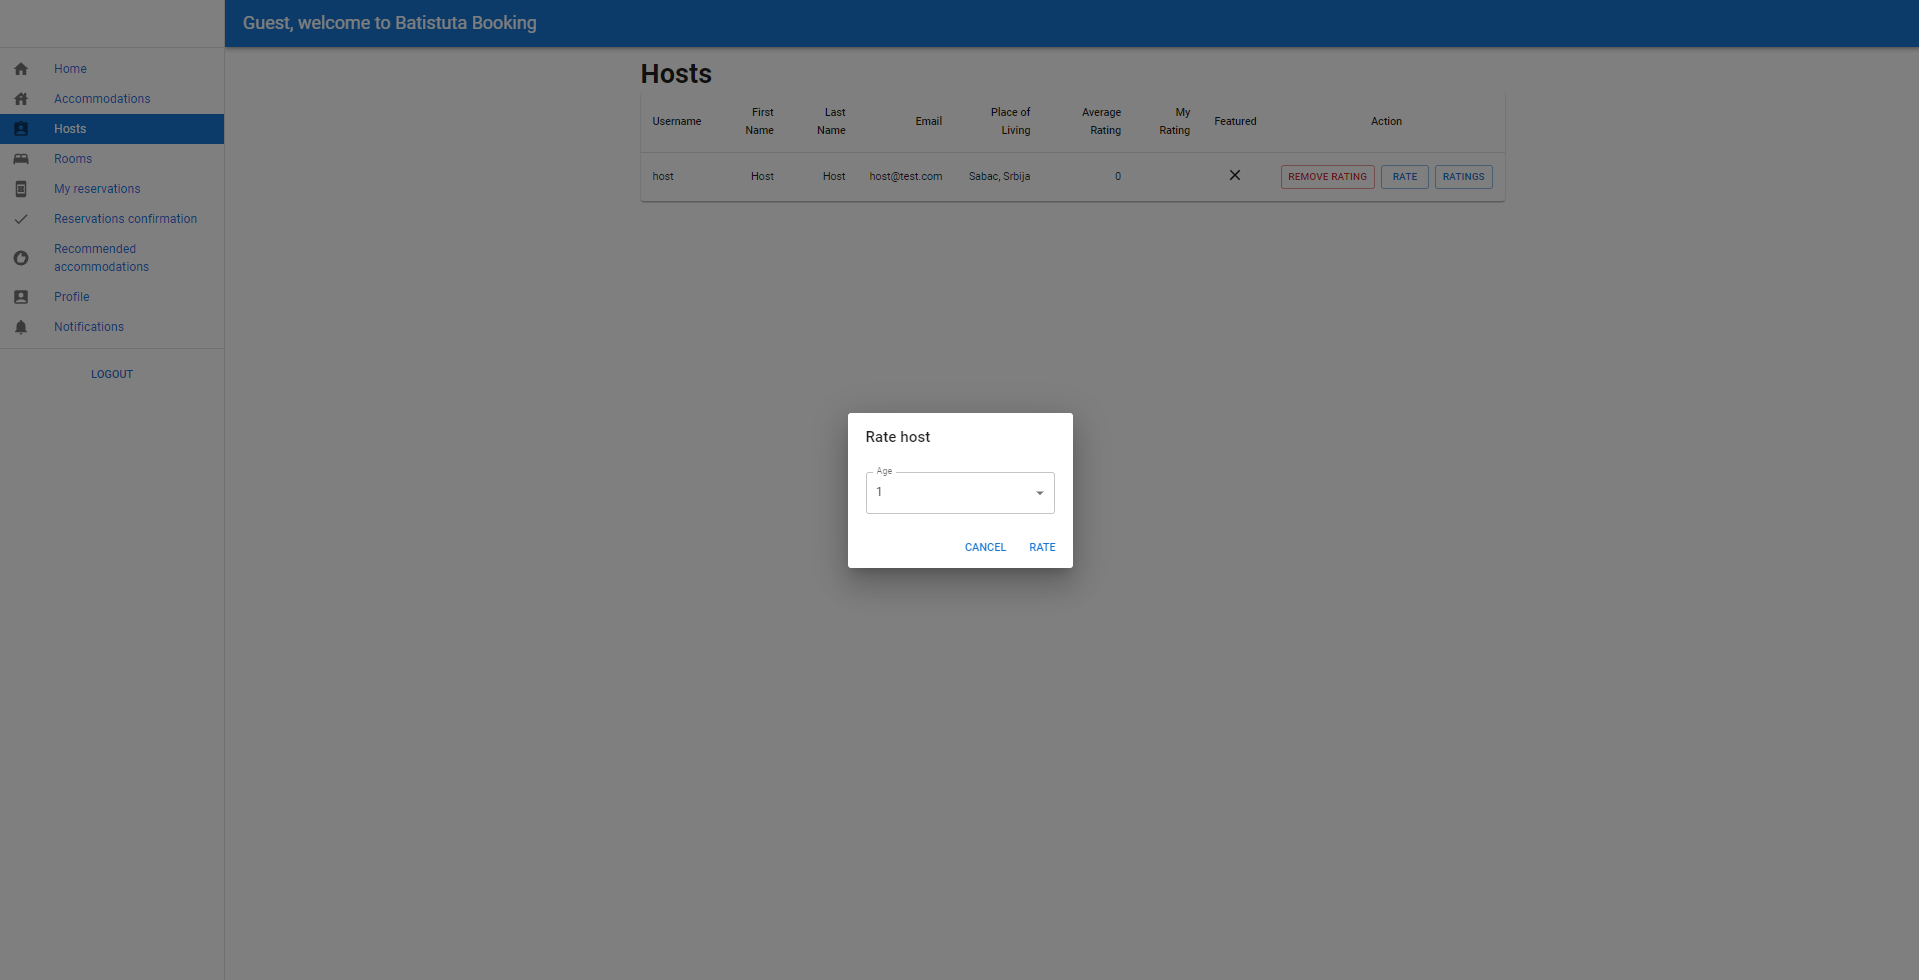 Guest, welcome to Batistuta Booking
Home
Accommodations
Hosts
Rooms
My reservations
Reservations confirmation
Recommended
accommodations
Profile
Notifications
LOGOUT
Hosts
Username First Name Last Name Email Place of Living Average Rating My Rating Featured Action
host Host Host host@test.com Sabac, Srbija 0 REMOVE RATING RATE RATINGS
Rate host
Age
1
CANCEL RATE